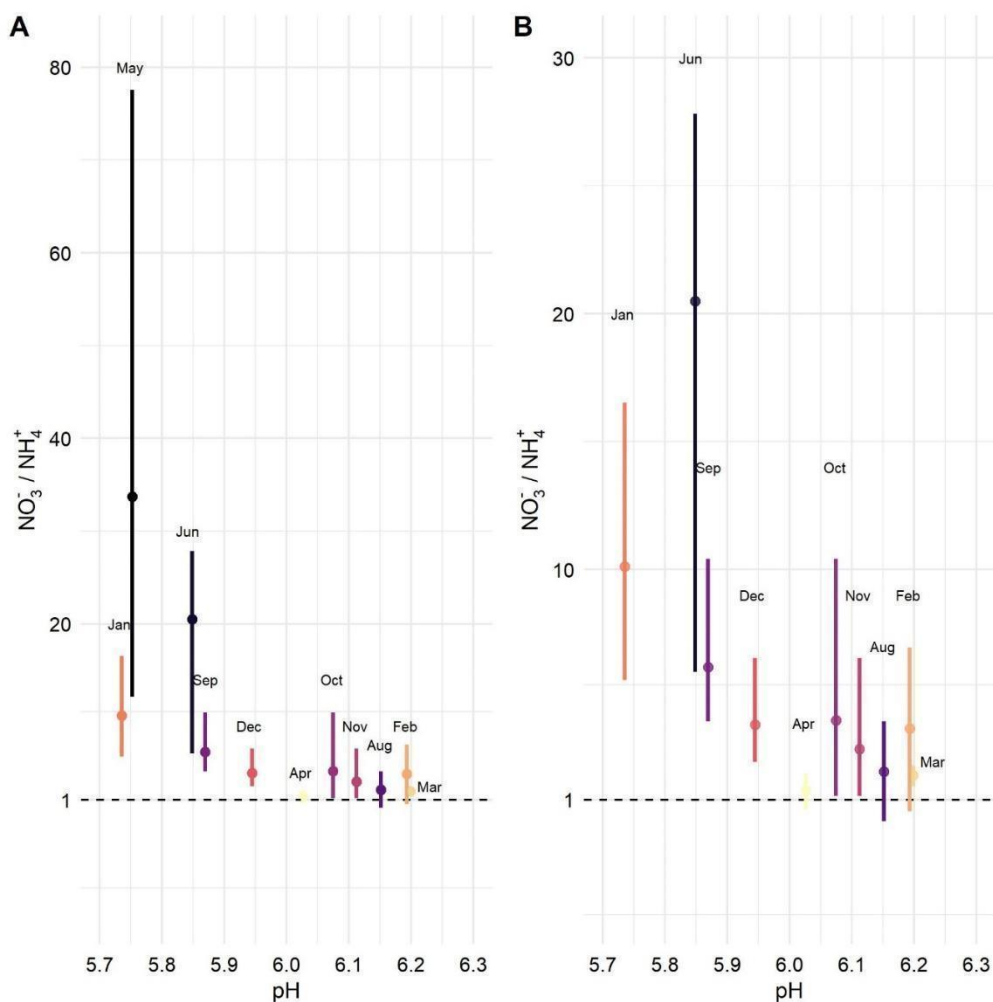 A
May
80
60
40
20
1
NO₃⁻ / NH₄⁺
Jun
Jan
Sep
Oct
Dec
Nov
Feb
Aug
Apr
Mar
5.7 5.8 5.9 6.0 6.1 6.2 6.3
pH
B
Jun
30
20
10
1
NO₃⁻ / NH₄⁺
Jan
Sep
Oct
Dec
Nov
Feb
Aug
Apr
Mar
5.7 5.8 5.9 6.0 6.1 6.2 6.3
pH